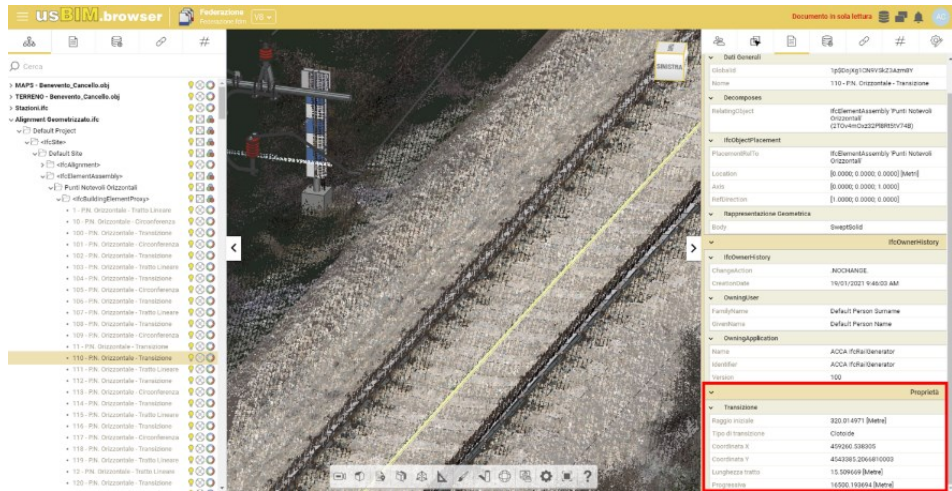 usBIM.browser
Federazione
Federazione.fdm
V8
Documento in sola lettura
AC
Cerca
MAPS - Benevento_Cancello.obj
TERRENO - Benevento_Cancello.obj
Stazioni.ifc
Alignment Geometrizzato.ifc
Default Project
<IfcSite>
Default Site
<IfcAlignment>
<IfcElementAssembly>
Punti Notevoli Orizzontali
<IfcBuildingElementProxy>
1 - P.N. Orizzontale - Tratto Lineare
10 - P.N. Orizzontale - Circonferenza
100 - P.N. Orizzontale - Transizione
101 - P.N. Orizzontale - Circonferenza
102 - P.N. Orizzontale - Transizione
103 - P.N. Orizzontale - Tratto Lineare
104 - P.N. Orizzontale - Transizione
105 - P.N. Orizzontale - Circonferenza
106 - P.N. Orizzontale - Transizione
107 - P.N. Orizzontale - Tratto Lineare
108 - P.N. Orizzontale - Transizione
109 - P.N. Orizzontale - Circonferenza
11 - P.N. Orizzontale - Transizione
110 - P.N. Orizzontale - Transizione
111 - P.N. Orizzontale - Tratto Lineare
112 - P.N. Orizzontale - Transizione
113 - P.N. Orizzontale - Circonferenza
114 - P.N. Orizzontale - Transizione
115 - P.N. Orizzontale - Tratto Lineare
116 - P.N. Orizzontale - Transizione
117 - P.N. Orizzontale - Circonferenza
118 - P.N. Orizzontale - Transizione
119 - P.N. Orizzontale - Tratto Lineare
12 - P.N. Orizzontale - Tratto Lineare
120 - P.N. Orizzontale - Transizione
SINISTRA
Dati Generali
GlobalId
Nome 110 - P.N. Orizzontale - Transizione
Decomposes
RelatingObject IfcElementAssembly 'Punti Notevoli
Orizzontali'
IfcObjectPlacement
PlacementRelTo IfcElementAssembly 'Punti Notevoli
Orizzontali'
Location [0.0000; 0.0000; 0.0000] [Metri]
Axis [0.0000; 0.0000; 1.0000]
RefDirection [1.0000; 0.0000; 0.0000]
Rappresentazione Geometrica
Body SweptSolid
IfcOwnerHistory
IfcOwnerHistory
ChangeAction .NOCHANGE.
CreationDate 19/01/2021 9:46:03 AM
OwningUser
FamilyName Default Person Surname
GivenName Default Person Name
OwningApplication
Name ACCA IfcRailGenerator
Identifier ACCA IfcRailGenerator
Version 100
Proprietà
Transizione
Raggio iniziale 320.014971 [Metre]
Tipo di transizione Clotoide
Coordinata X 459260.538305
Coordinata Y 4543385.2066810003
Lunghezza tratto 15.509669 [Metre]
Progressiva 16500.193694 [Metre]